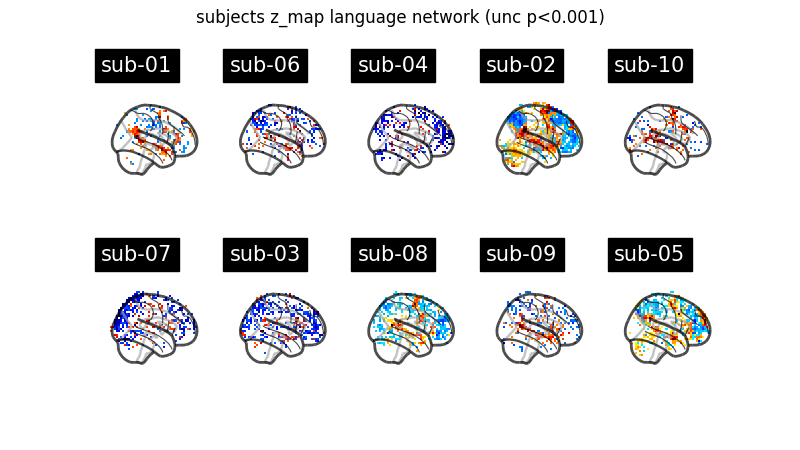 subjects z_map language network (unc p<0.001)
sub-01 sub-06 sub-04 sub-02 sub-10
sub-07 sub-03 sub-08 sub-09 sub-05